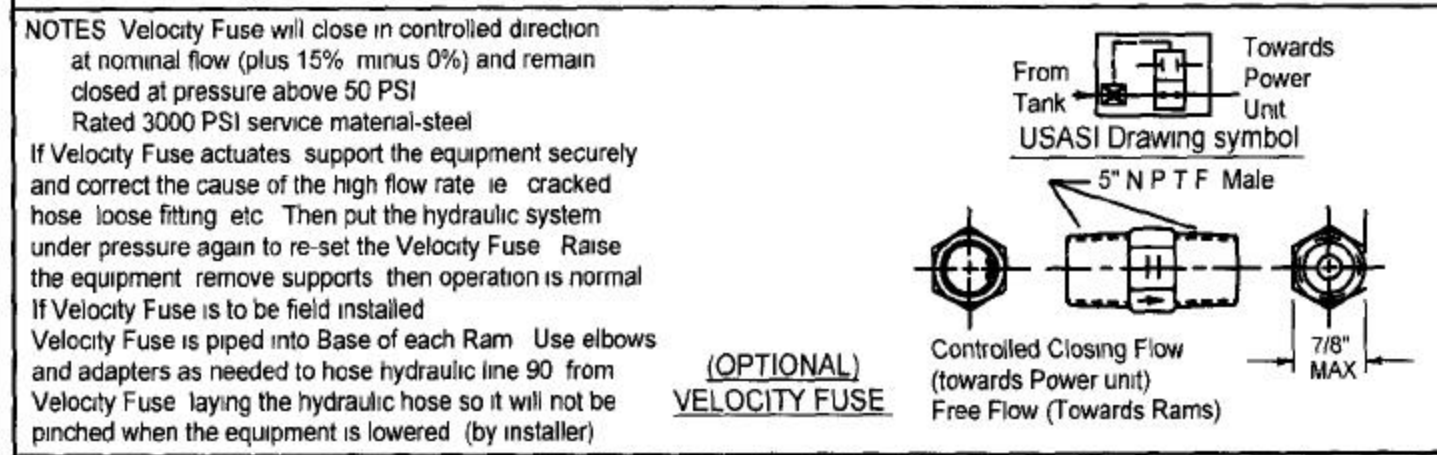 NOTES Velocity Fuse will close in controlled direction
at nominal flow (plus 15% minus 0%) and remain
closed at pressure above 50 PSI
Rated 3000 PSI service material-steel
If Velocity Fuse actuates support the equipment securely
and correct the cause of the high flow rate ie cracked
hose loose fitting etc Then put the hydraulic system
under pressure again to re-set the Velocity Fuse Raise
the equipment remove supports then operation is normal
If Velocity Fuse is to be field installed
Velocity Fuse is piped into Base of each Ram Use elbows
and adapters as needed to hose hydraulic line 90 from
Velocity Fuse laying the hydraulic hose so it will not be
pinched when the equipment is lowered (by installer)
(OPTIONAL)
VELOCITY FUSE
From
Tank
Towards
Power
Unit
USASI Drawing symbol
5" N P T F Male
Controlled Closing Flow
(towards Power unit)
Free Flow (Towards Rams)
7/8"
MAX